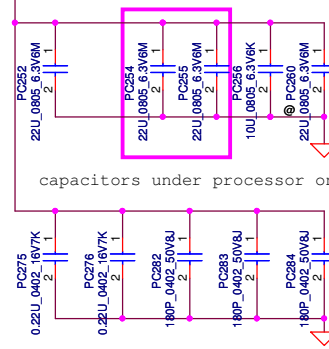 PC252
22U_0805_6.3V6M
1
2
PC254
22U_0805_6.3V6M
1
2
PC255
22U_0805_6.3V6M
1
2
PC256
10U_0805_6.3V6K
1
2
@ PC260
22U_0805_6.3V6M
1
2
capacitors under processor on
PC275
0.22U_0402_16V7K
1
2
PC276
0.22U_0402_16V7K
1
2
PC282
180P_0402_50V8J
1
2
PC283
180P_0402_50V8J
1
2
PC284
180P_0402_50V8J
1
2